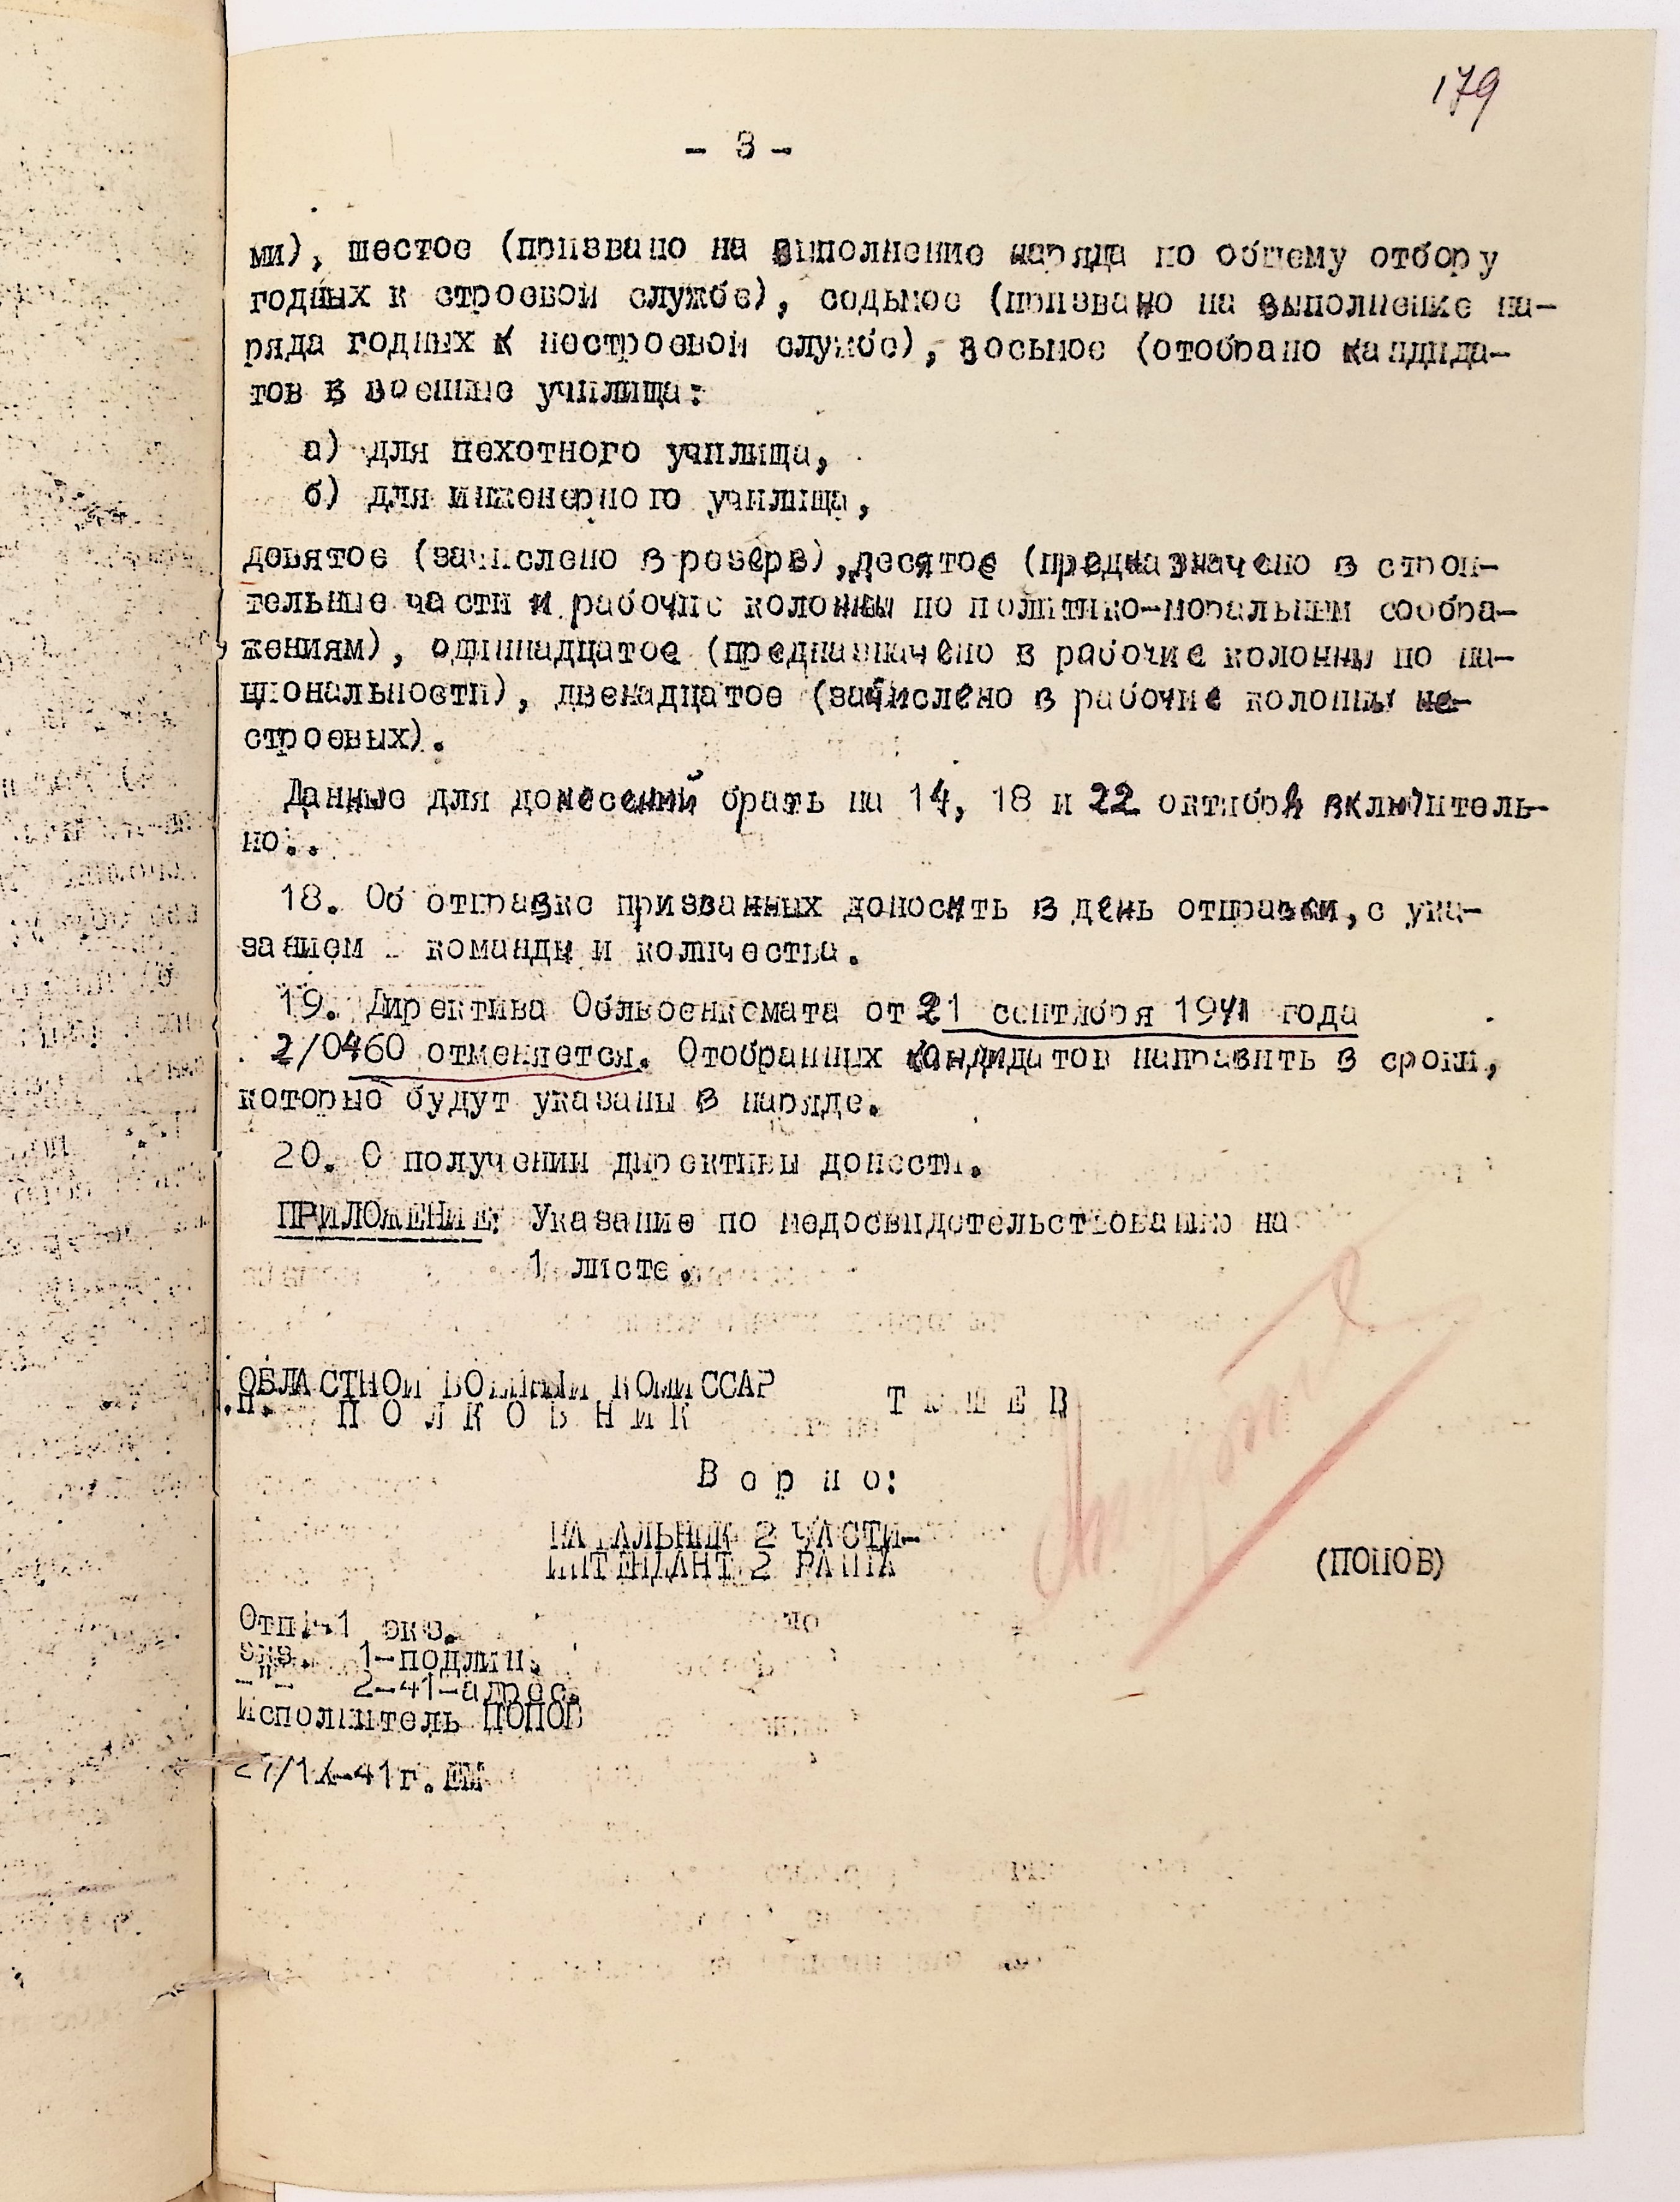 179
- 3 -
ми), шестое (призвано на выполнение наряда по общему отбору
годных к строевой службе), седьмое (призвано на выполнение на-
ряда годных к нестроевой службе), восьмое (отобрано кандида-
тов в военные училища:
а) для пехотного училища,
б) для инженерного училища,
девятое (зачислено в резерв), десятое (предназначено в строи-
тельные части и рабочие колонны по политико-моральным сообра-
жениям), одиннадцатое (предназначено в рабочие колонны по на-
циональности), двенадцатое (зачислено в рабочие колонны не-
строевых).
Данные для донесений брать на 14, 18 и 22 октября включитель-
но.
18. Об отправке призванных доносить в день отправки, с ука-
занием команды и количества.
19. Директива Облвоенкомата от 21 сентября 1941 года
2/0460 отменяется. Отобранных кандидатов направить в сроки,
которые будут указаны в наряде.
20. О получении директивы донести.
ПРИЛОЖЕНИЕ: Указание по медосвидетельствованию на
1 листе.
ОБЛАСТНОЙ ВОЕННЫЙ КОМИССАР
.п. П О Л К О В Н И К Т Ы Ш Е В
В е р н о:
НАЧАЛЬНИК 2 ЧАСТИ-
ИНТЕНДАНТ 2 РАНГА (ПОПОВ)
Отп. 41 экз.
экз. 1-подлин.
-"- 2-41-адрес.
Исполнитель ПОПОВ
27/IX-41г.